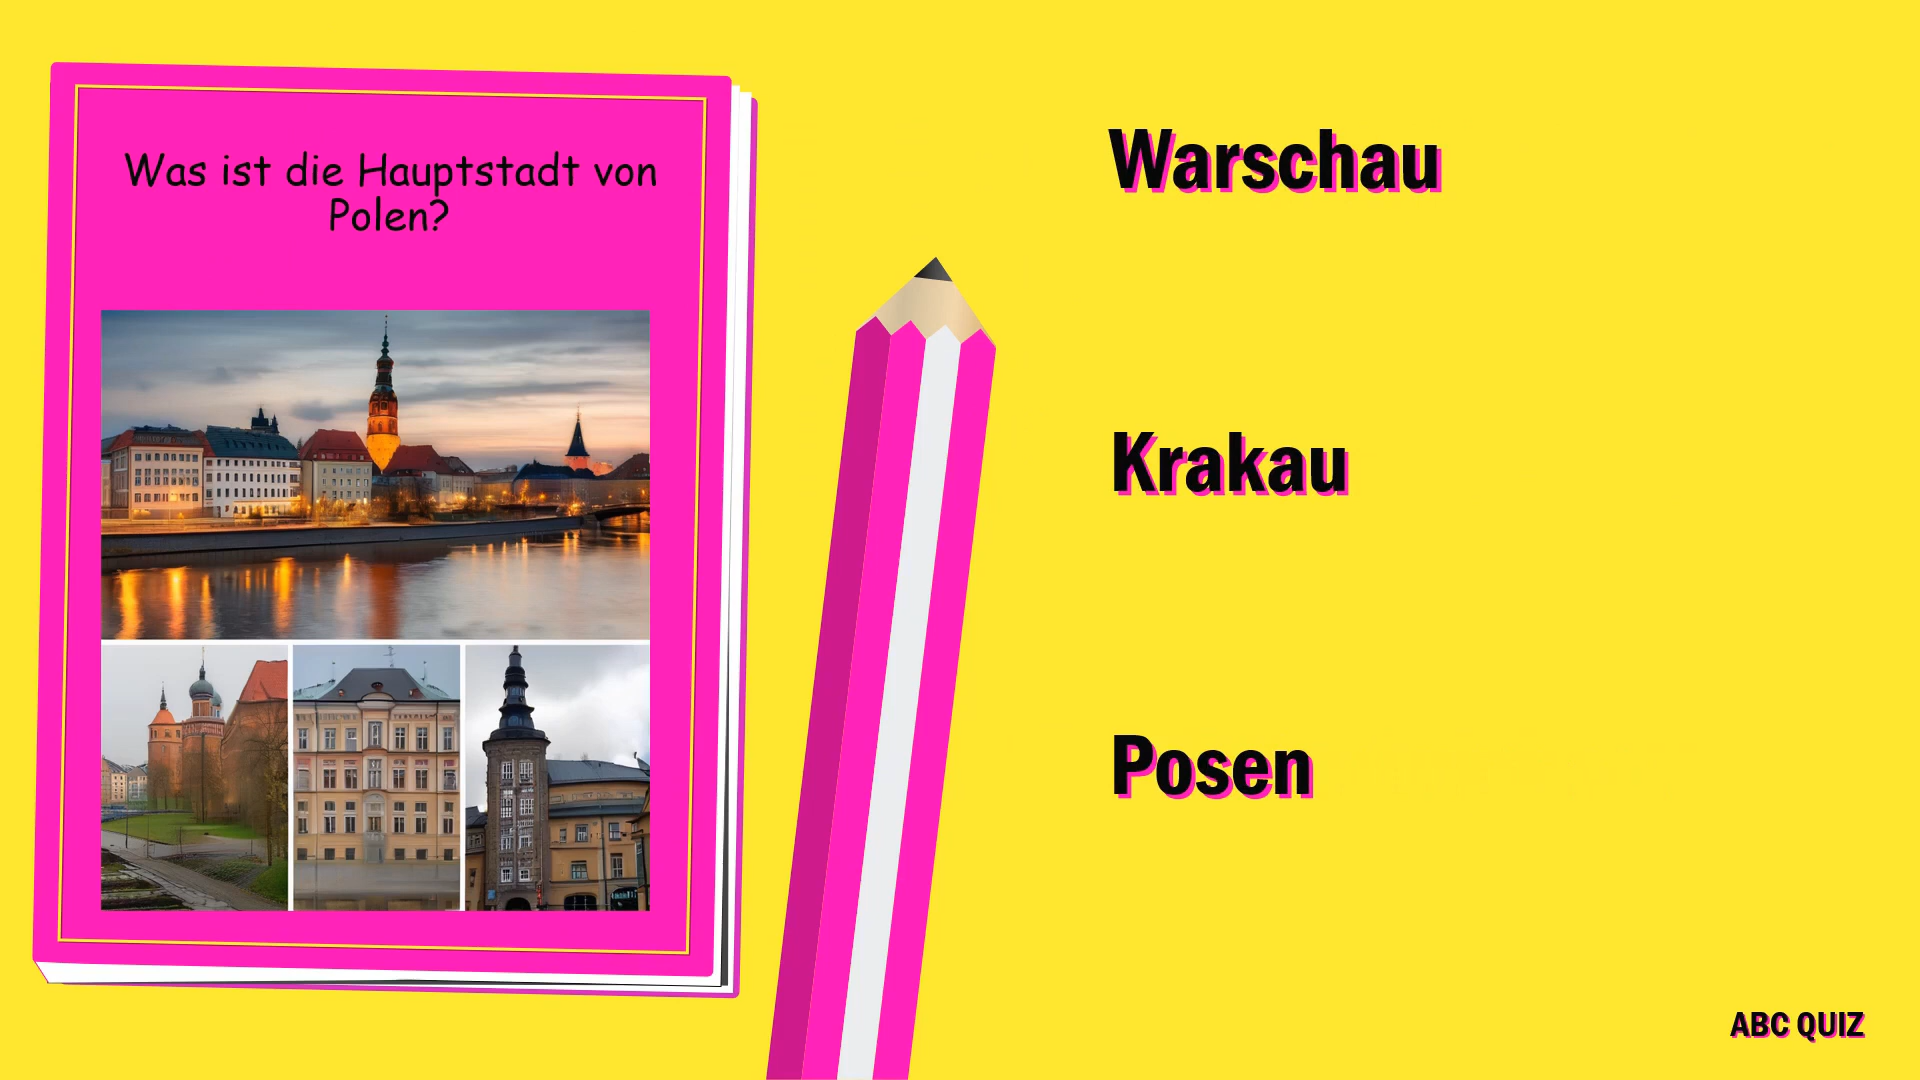 Was ist die Hauptstadt von
Polen?
Warschau
Krakau
Posen
ABC QUIZ